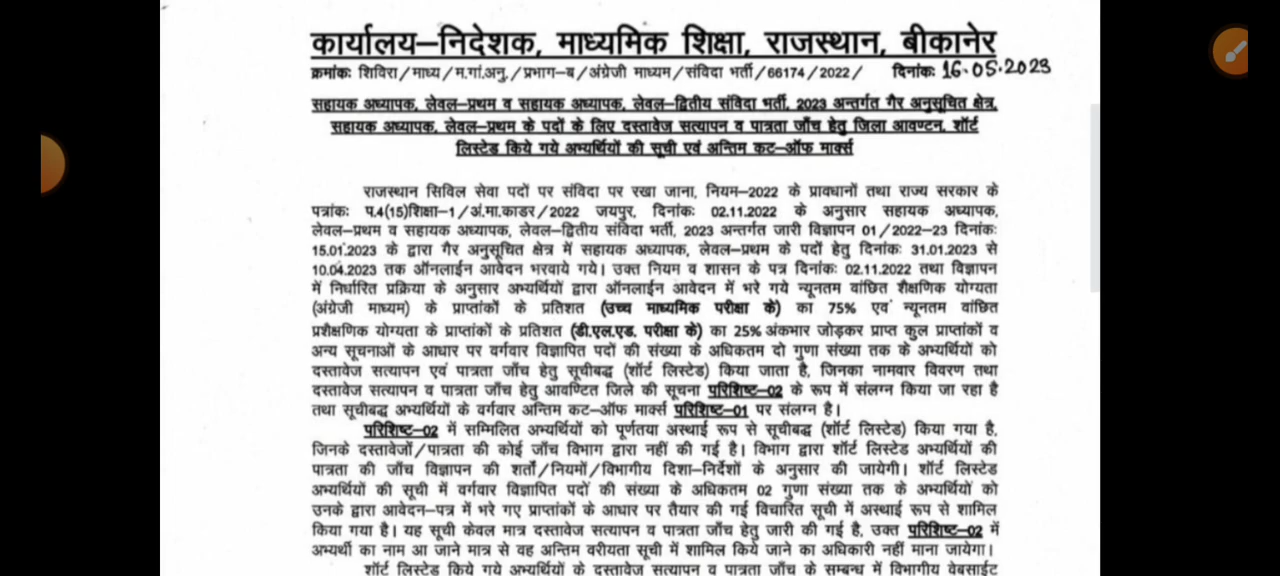 कार्यालय–निदेशक, माध्यमिक शिक्षा, राजस्थान, बीकानेर
क्रमांकः शिविरा/माध्य/म.गां.अनु./प्रभाग–ब/अंग्रेजी माध्यम/संविदा भर्ती/66174/2022/ दिनांकः 16.05.2023
सहायक अध्यापक, लेवल–प्रथम व सहायक अध्यापक, लेवल–द्वितीय संविदा भर्ती, 2023 अन्तर्गत गैर अनुसूचित क्षेत्र,
सहायक अध्यापक, लेवल–प्रथम के पदों के लिए दस्तावेज सत्यापन व पात्रता जाँच हेतु जिला आवण्टन, शॉर्ट
लिस्टेड किये गये अभ्यर्थियों की सूची एवं अन्तिम कट–ऑफ मार्क्स
राजस्थान सिविल सेवा पदों पर संविदा पर रखा जाना, नियम–2022 के प्रावधानों तथा राज्य सरकार के
पत्रांकः प.4(15)शिक्षा–1/अं.मा.काडर/2022 जयपुर, दिनांकः 02.11.2022 के अनुसार सहायक अध्यापक,
लेवल–प्रथम व सहायक अध्यापक, लेवल–द्वितीय संविदा भर्ती, 2023 अन्तर्गत जारी विज्ञापन 01/2022–23 दिनांकः
15.01.2023 के द्वारा गैर अनुसूचित क्षेत्र में सहायक अध्यापक, लेवल–प्रथम के पदों हेतु दिनांकः 31.01.2023 से
10.04.2023 तक ऑनलाईन आवेदन भरवाये गये। उक्त नियम व शासन के पत्र दिनांकः 02.11.2022 तथा विज्ञापन
में निर्धारित प्रक्रिया के अनुसार अभ्यर्थियों द्वारा ऑनलाईन आवेदन में भरे गये न्यूनतम वांछित शैक्षणिक योग्यता
(अंग्रेजी माध्यम) के प्राप्तांकों के प्रतिशत (उच्च माध्यमिक परीक्षा के) का 75% एवं न्यूनतम वांछित
प्रशैक्षणिक योग्यता के प्राप्तांकों के प्रतिशत (डी.एल.एड. परीक्षा के) का 25% अंकभार जोड़कर प्राप्त कुल प्राप्तांकों व
अन्य सूचनाओं के आधार पर वर्गवार विज्ञापित पदों की संख्या के अधिकतम दो गुणा संख्या तक के अभ्यर्थियों को
दस्तावेज सत्यापन एवं पात्रता जाँच हेतु सूचीबद्ध (शॉर्ट लिस्टेड) किया जाता है, जिनका नामवार विवरण तथा
दस्तावेज सत्यापन व पात्रता जाँच हेतु आवण्टित जिले की सूचना परिशिष्ट–02 के रूप में संलग्न किया जा रहा है
तथा सूचीबद्ध अभ्यर्थियों के वर्गवार अन्तिम कट–ऑफ मार्क्स परिशिष्ट–01 पर संलग्न है।
परिशिष्ट–02 में सम्मिलित अभ्यर्थियों को पूर्णतया अस्थाई रूप से सूचीबद्ध (शॉर्ट लिस्टेड) किया गया है,
जिनके दस्तावेजों/पात्रता की कोई जाँच विभाग द्वारा नहीं की गई है। विभाग द्वारा शॉर्ट लिस्टेड अभ्यर्थियों की
पात्रता की जाँच विज्ञापन की शर्तों/नियमों/विभागीय दिशा–निर्देशों के अनुसार की जायेगी। शॉर्ट लिस्टेड
अभ्यर्थियों की सूची में वर्गवार विज्ञापित पदों की संख्या के अधिकतम 02 गुणा संख्या तक के अभ्यर्थियों को
उनके द्वारा आवेदन–पत्र में भरे गए प्राप्तांकों के आधार पर तैयार की गई विचारित सूची में अस्थाई रूप से शामिल
किया गया है। यह सूची केवल मात्र दस्तावेज सत्यापन व पात्रता जाँच हेतु जारी की गई है, उक्त परिशिष्ट–02 में
अभ्यर्थी का नाम आ जाने मात्र से वह अन्तिम वरीयता सूची में शामिल किये जाने का अधिकारी नहीं माना जायेगा।
शॉर्ट लिस्टेड किये गये अभ्यर्थियों के दस्तावेज सत्यापन व पात्रता जाँच के सम्बन्ध में विभागीय वेबसाईट